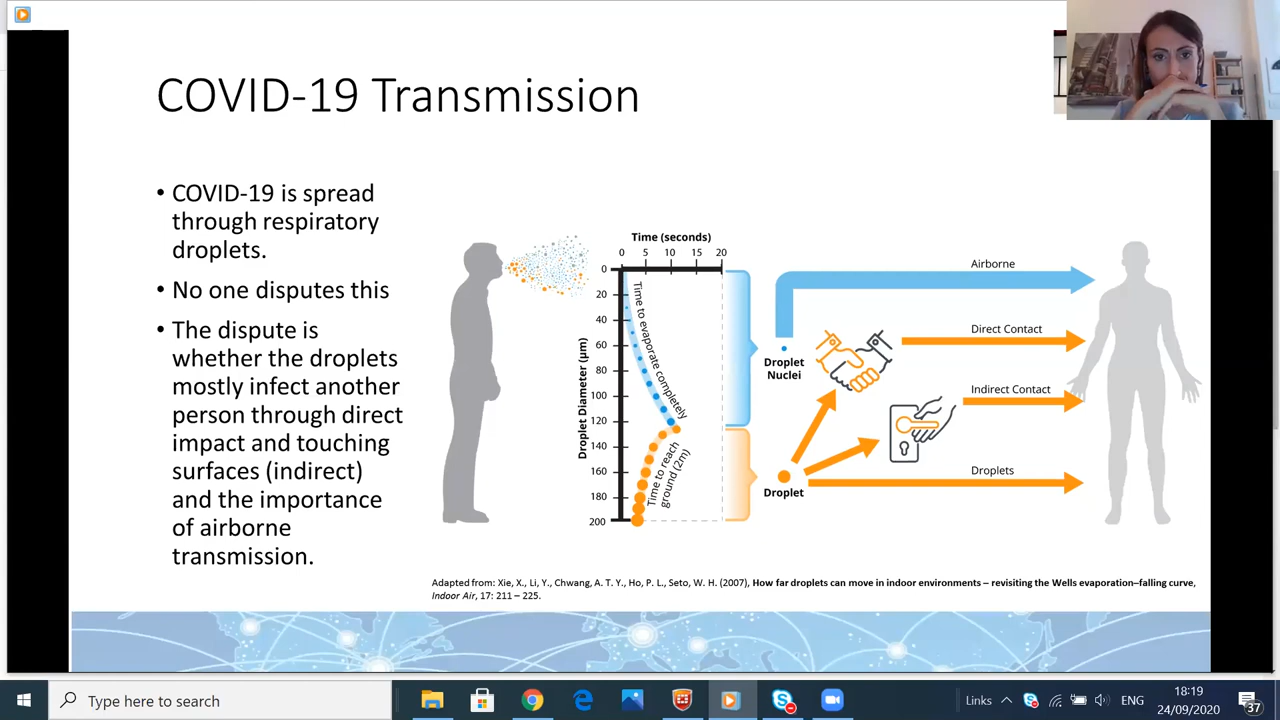 COVID-19 Transmission
• COVID-19 is spread
through respiratory
droplets.
• No one disputes this
• The dispute is
whether the droplets
mostly infect another
person through direct
impact and touching
surfaces (indirect)
and the importance
of airborne
transmission.
Time (seconds)
0 5 10 15 20
Droplet Diameter (µm)
0
20
40
60
80
100
120
140
160
180
200
Time to evaporate completely
Time to reach
ground (2m)
Droplet
Nuclei
Droplet
Airborne
Direct Contact
Indirect Contact
Droplets
Adapted from: Xie, X., Li, Y., Chwang, A. T. Y., Ho, P. L., Seto, W. H. (2007), How far droplets can move in indoor environments – revisiting the Wells evaporation–falling curve,
Indoor Air, 17: 211 – 225.
Type here to search
Links
ENG
18:19
24/09/2020
37